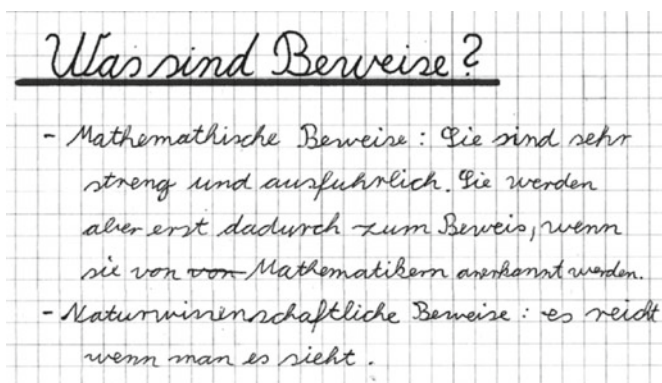 Was sind Beweise?
- Mathemathische Beweise: Sie sind sehr
streng und ausfuhrlich. Sie werden
aber erst dadurch zum Beweis, wenn
sie von von Mathematikern anerkannt werden.
- Naturwissenschaftliche Beweise: es reicht
wenn man es sieht.